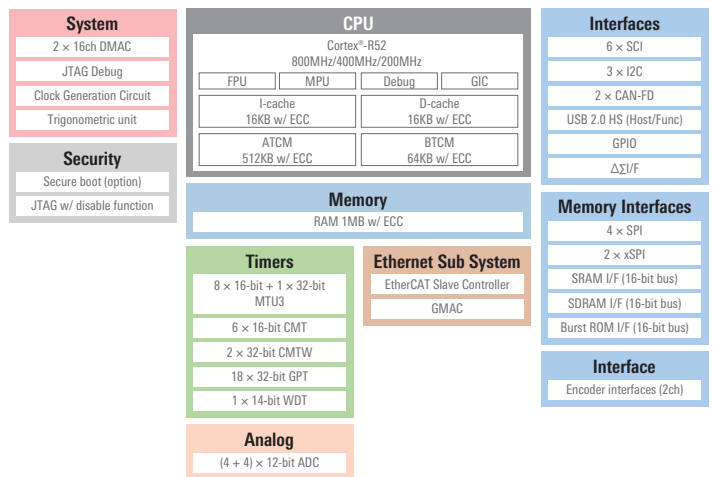 System
2 × 16ch DMAC
JTAG Debug
Clock Generation Circuit
Trigonometric unit
Security
Secure boot (option)
JTAG w/ disable function
CPU
Cortex®-R52
800MHz/400MHz/200MHz
FPU
MPU
Debug
GIC
I-cache
16KB w/ ECC
D-cache
16KB w/ ECC
ATCM
512KB w/ ECC
BTCM
64KB w/ ECC
Memory
RAM 1MB w/ ECC
Timers
8 × 16-bit + 1 × 32-bit
MTU3
6 × 16-bit CMT
2 × 32-bit CMTW
18 × 32-bit GPT
1 × 14-bit WDT
Analog
(4 + 4) × 12-bit ADC
Ethernet Sub System
EtherCAT Slave Controller
GMAC
Interfaces
6 × SCI
3 × I2C
2 × CAN-FD
USB 2.0 HS (Host/Func)
GPIO
Δ∑I/F
Memory Interfaces
4 × SPI
2 × xSPI
SRAM I/F (16-bit bus)
SDRAM I/F (16-bit bus)
Burst ROM I/F (16-bit bus)
Interface
Encoder interfaces (2ch)